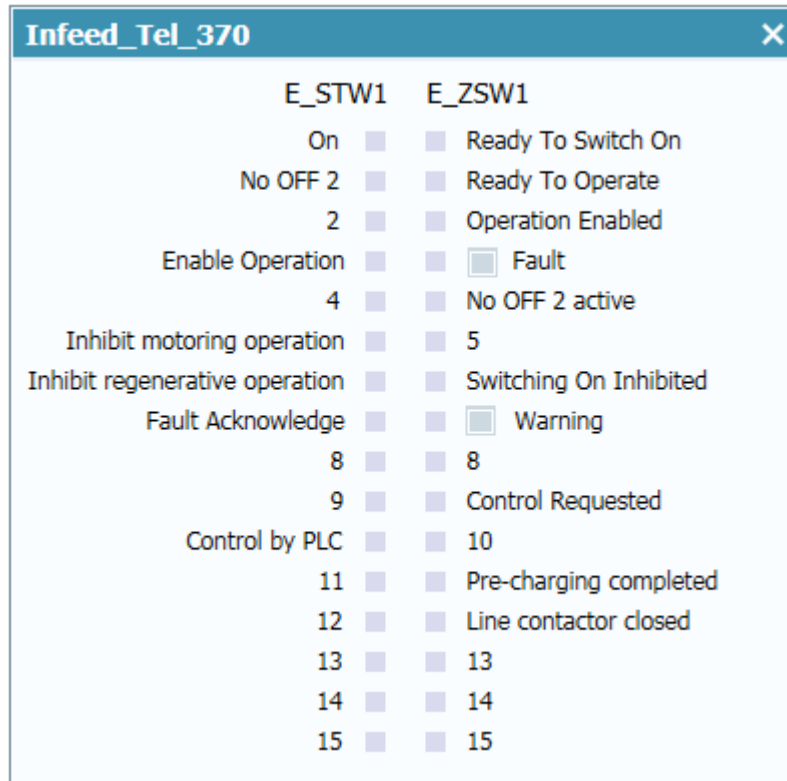 Infeed_Tel_370
E_STW1 E_ZSW1
On Ready To Switch On
No OFF 2 Ready To Operate
2 Operation Enabled
Enable Operation Fault
4 No OFF 2 active
Inhibit motoring operation 5
Inhibit regenerative operation Switching On Inhibited
Fault Acknowledge Warning
8 8
9 Control Requested
Control by PLC 10
11 Pre-charging completed
12 Line contactor closed
13 13
14 14
15 15